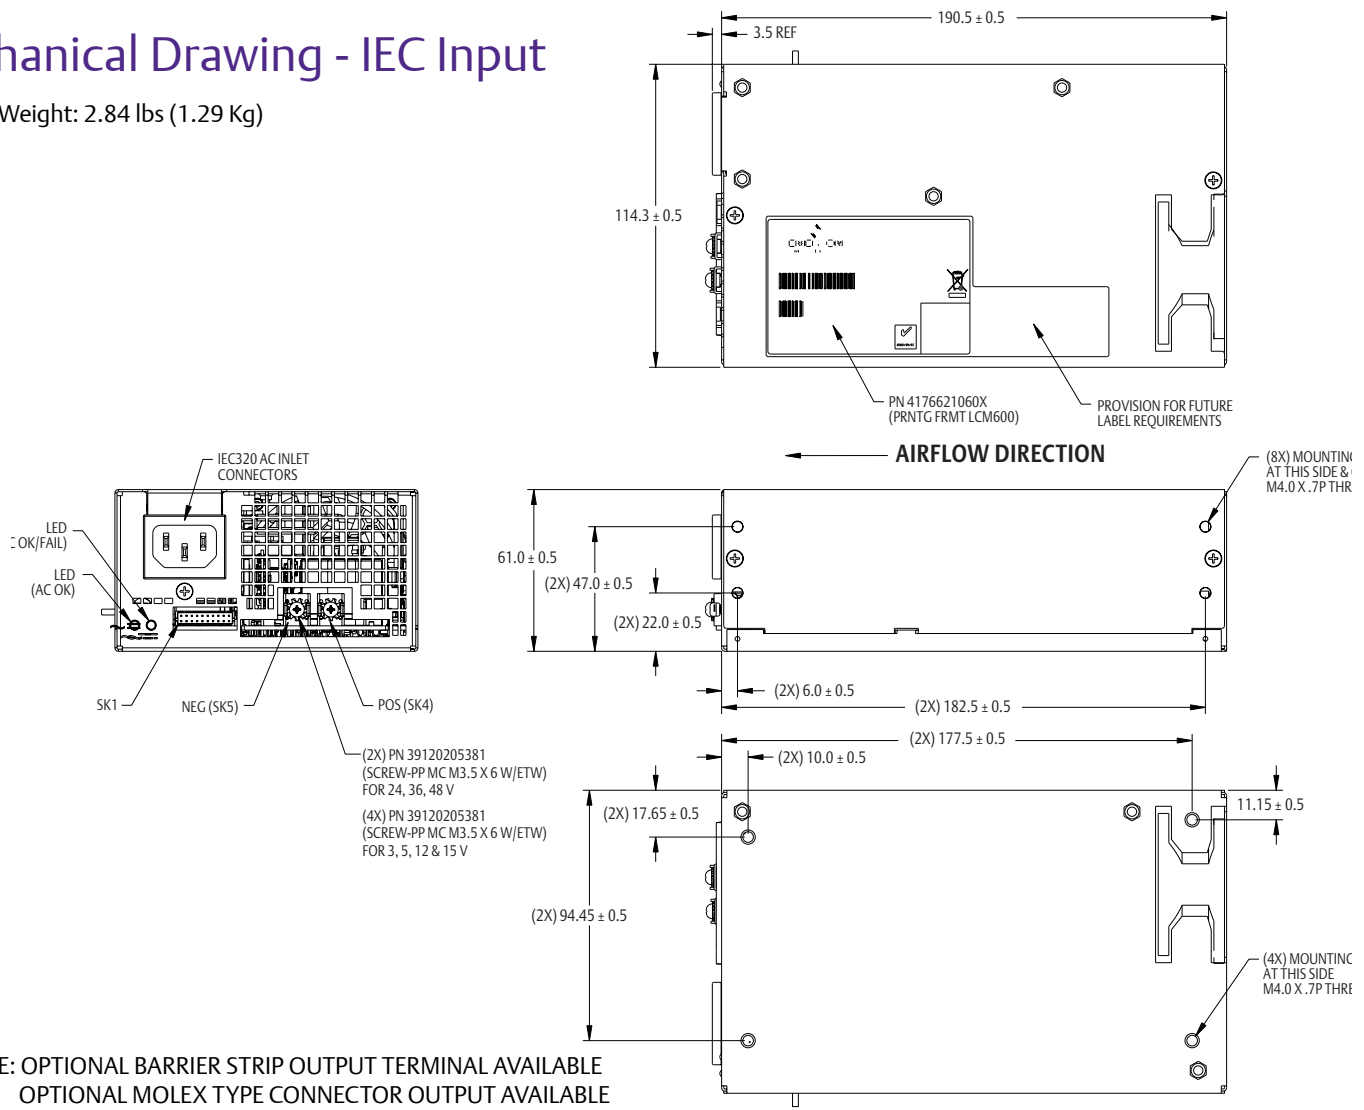 hanical Drawing - IEC Input
Weight: 2.84 lbs (1.29 Kg)
190.5 ± 0.5
3.5 REF
114.3 ± 0.5
PN 4176621060X
(PRNTG FRMT LCM600)
PROVISION FOR FUTURE
LABEL REQUIREMENTS
AIRFLOW DIRECTION
(8X) MOUNTING
AT THIS SIDE &
M4.0 X .7P THR
IEC320 AC INLET
CONNECTORS
LED
OK/FAIL)
LED
(AC OK)
61.0 ± 0.5
(2X) 47.0 ± 0.5
(2X) 22.0 ± 0.5
SK1
NEG (SK5)
POS (SK4)
(2X) 6.0 ± 0.5
(2X) 182.5 ± 0.5
(2X) PN 39120205381
(SCREW-PP MC M3.5 X 6 W/ETW)
FOR 24, 36, 48 V
(4X) PN 39120205381
(SCREW-PP MC M3.5 X 6 W/ETW)
FOR 3, 5, 12 & 15 V
(2X) 177.5 ± 0.5
(2X) 10.0 ± 0.5
(2X) 17.65 ± 0.5
11.15 ± 0.5
(2X) 94.45 ± 0.5
(4X) MOUNTING
AT THIS SIDE
M4.0 X .7P THRE
E: OPTIONAL BARRIER STRIP OUTPUT TERMINAL AVAILABLE
OPTIONAL MOLEX TYPE CONNECTOR OUTPUT AVAILABLE